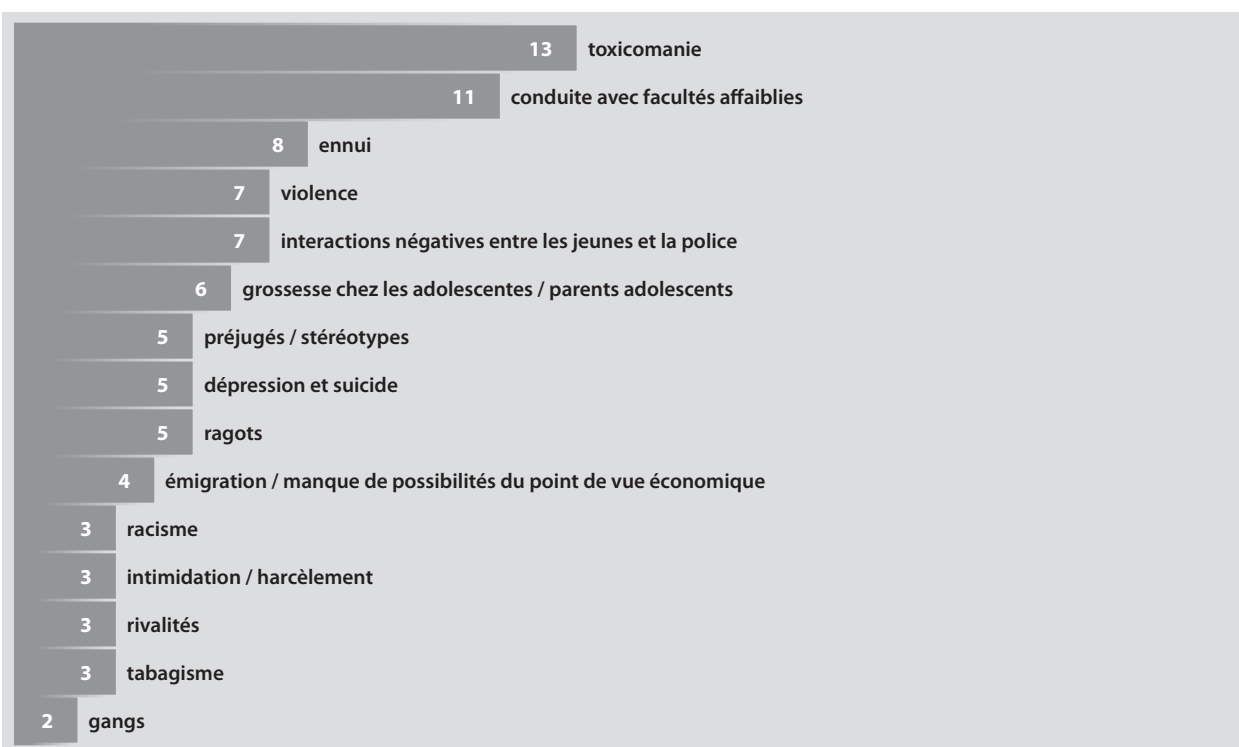 13 toxicomanie
11 conduite avec facultés affaiblies
8 ennui
7 violence
7 interactions négatives entre les jeunes et la police
6 grossesse chez les adolescentes / parents adolescents
5 préjugés / stéréotypes
5 dépression et suicide
5 ragots
4 émigration / manque de possibilités du point de vue économique
3 racisme
3 intimidation / harcèlement
3 rivalités
3 tabagisme
2 gangs